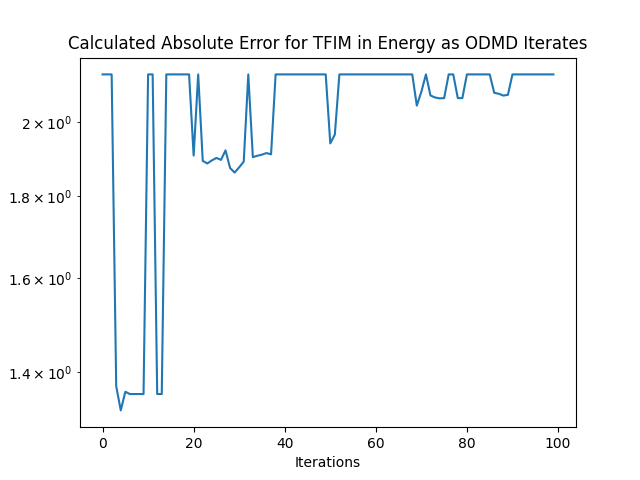 Calculated Absolute Error for TFIM in Energy as ODMD Iterates
2 × 10⁰
1.8 × 10⁰
1.6 × 10⁰
1.4 × 10⁰
0 20 40 60 80 100
Iterations